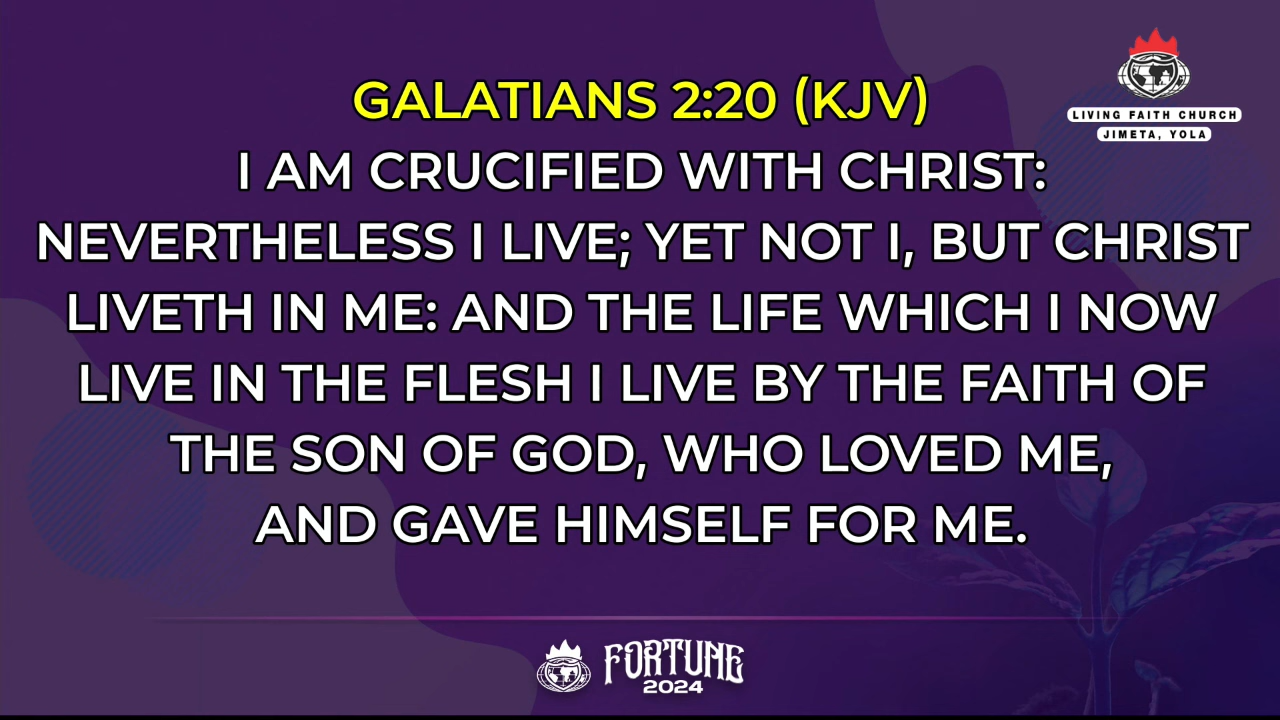 LIVING FAITH CHURCH
JIMETA, YOLA
GALATIANS 2:20 (KJV)
I AM CRUCIFIED WITH CHRIST:
NEVERTHELESS I LIVE; YET NOT I, BUT CHRIST
LIVETH IN ME: AND THE LIFE WHICH I NOW
LIVE IN THE FLESH I LIVE BY THE FAITH OF
THE SON OF GOD, WHO LOVED ME,
AND GAVE HIMSELF FOR ME.
FORTUNE
2024